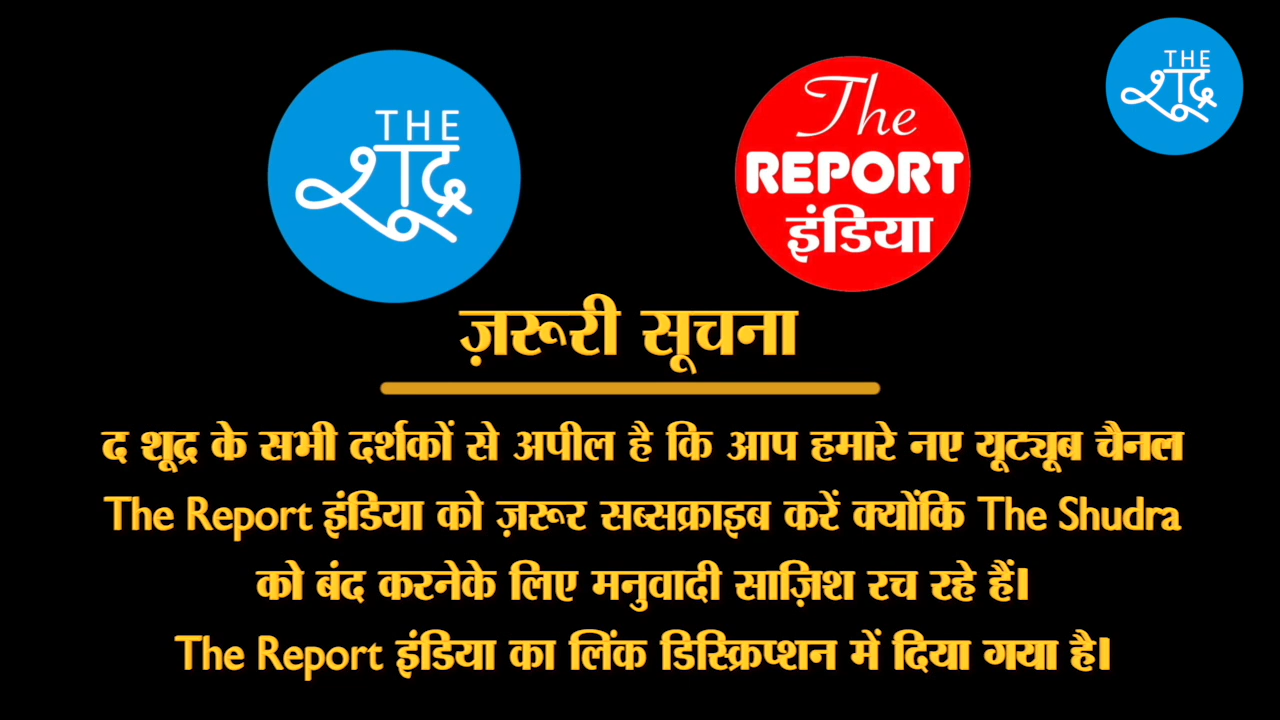 THE
शूद्र
The
REPORT
इंडिया
THE
शूद्र
ज़रूरी सूचना
द शूद्र के सभी दर्शकों से अपील है कि आप हमारे नए यूट्यूब चैनल
The Report इंडिया को ज़रूर सब्सक्राइब करें क्योंकि The Shudra
को बंद करनेके लिए मनुवादी साज़िश रच रहे हैं।
The Report इंडिया का लिंक डिस्क्रिप्शन में दिया गया है।